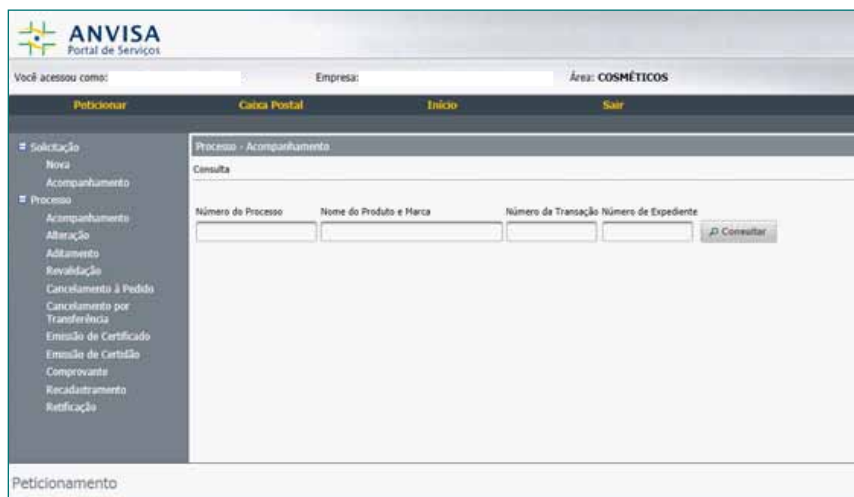 ANVISA
Portal de Serviços
Você acessou como: Empresa: Área: COSMÉTICOS
Peticionar Caixa Postal Início Sair
Solicitação
Nova
Acompanhamento
Processo
Acompanhamento
Alteração
Aditamento
Revalidação
Cancelamento à Pedido
Cancelamento por
Transferência
Emissão de Certificado
Emissão de Certidão
Comprovante
Recadastramento
Retificação
Processo - Acompanhamento
Consulta
Número do Processo Nome do Produto e Marca Número da Transação Número de Expediente
Consultar
Peticionamento